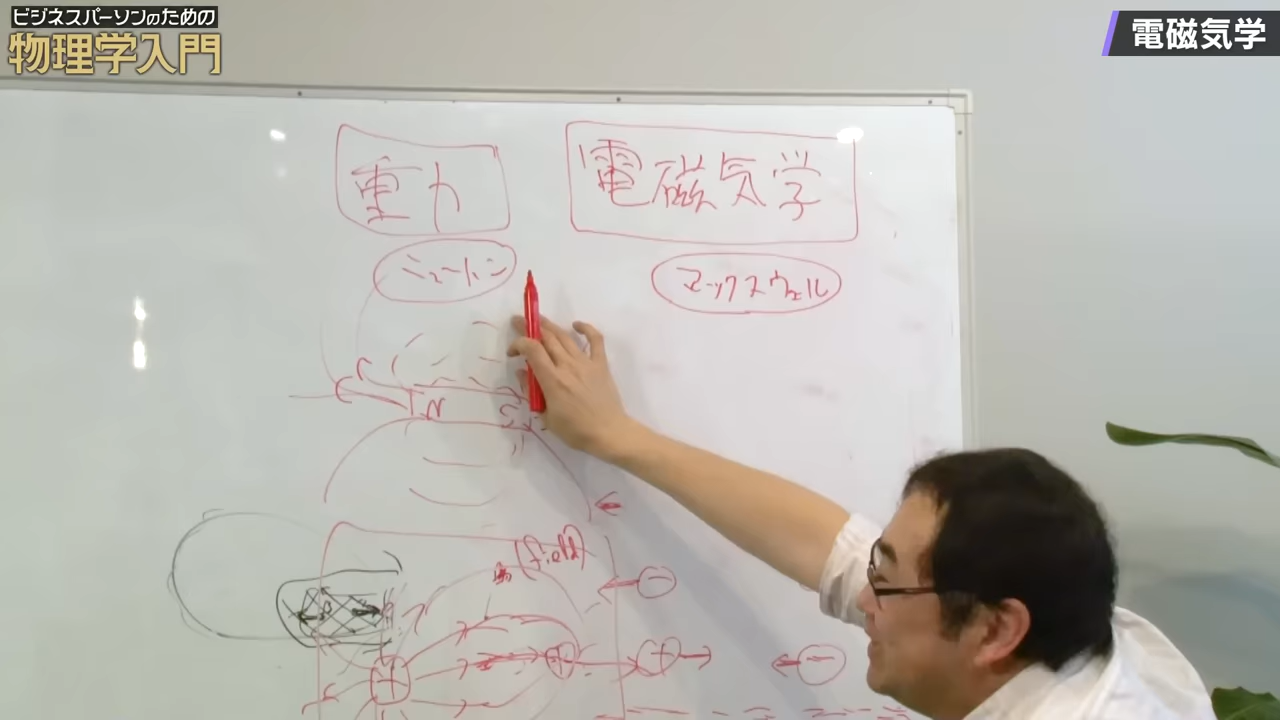 ビジネスパーソンのための
物理学入門
電磁気学
重力
電磁気学
ニュートン
マックスウェル
N
S
(field)
+
+
+
−
−